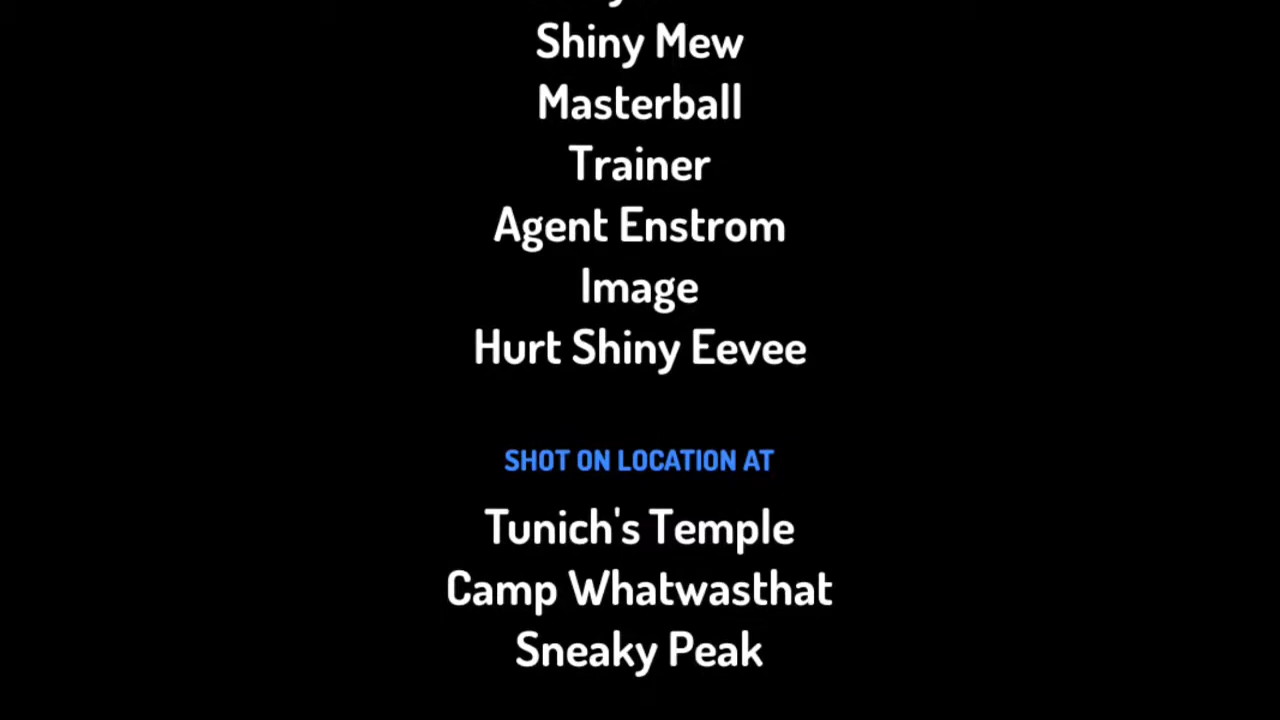 Shiny Mew
Masterball
Trainer
Agent Enstrom
Image
Hurt Shiny Eevee
SHOT ON LOCATION AT
Tunich's Temple
Camp Whatwasthat
Sneaky Peak